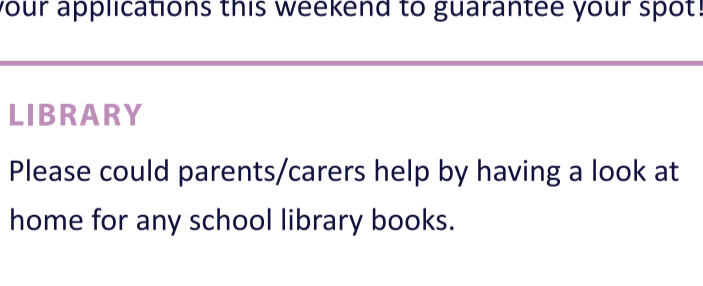 your applications this weekend to guarantee your spot!
LIBRARY
Please could parents/carers help by having a look at
home for any school library books.